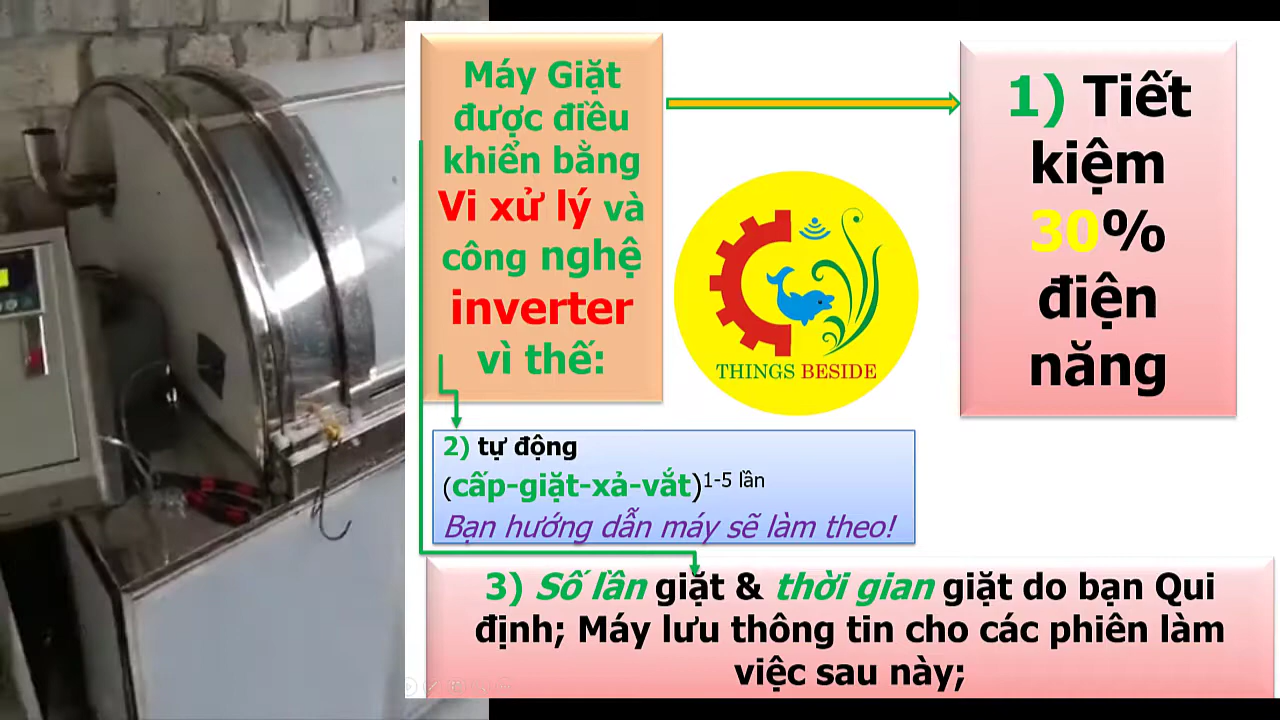 Máy Giặt
được điều
khiển bằng
Vi xử lý và
công nghệ
inverter
vì thế:
1) Tiết
kiệm
30%
điện
năng
THINGS BESIDE
2) tự động
(cấp-giặt-xả-vắt)1-5 lần
Bạn hướng dẫn máy sẽ làm theo!
3) Số lần giặt & thời gian giặt do bạn Qui
định; Máy lưu thông tin cho các phiên làm
việc sau này;